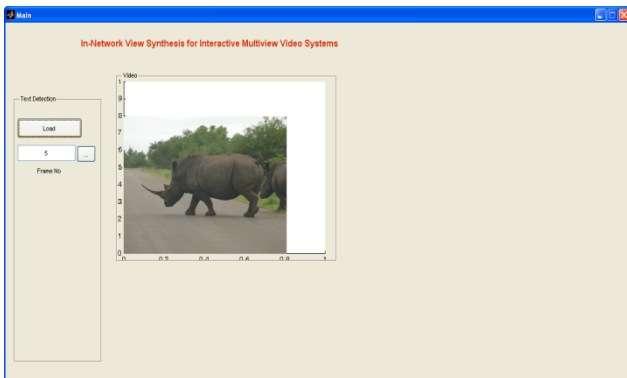 Main
In-Network View Synthesis for Interactive Multiview Video Systems
Text Detection
Load
5
...
Frame No
Video
1
9
8
7
6
5
4
3
2
1
0
0 0.2 0.4 0.6 0.8 1